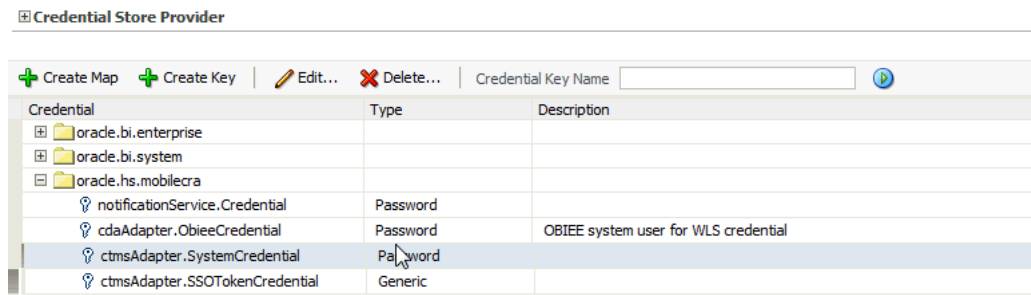 Credential Store Provider
Create Map Create Key Edit... Delete... Credential Key Name
Credential Type Description
oracle.bi.enterprise
oracle.bi.system
oracle.hs.mobilecra
notificationService.Credential Password
cdaAdapter.ObieeCredential Password OBIEE system user for WLS credential
ctmsAdapter.SystemCredential Password
ctmsAdapter.SSOTokenCredential Generic